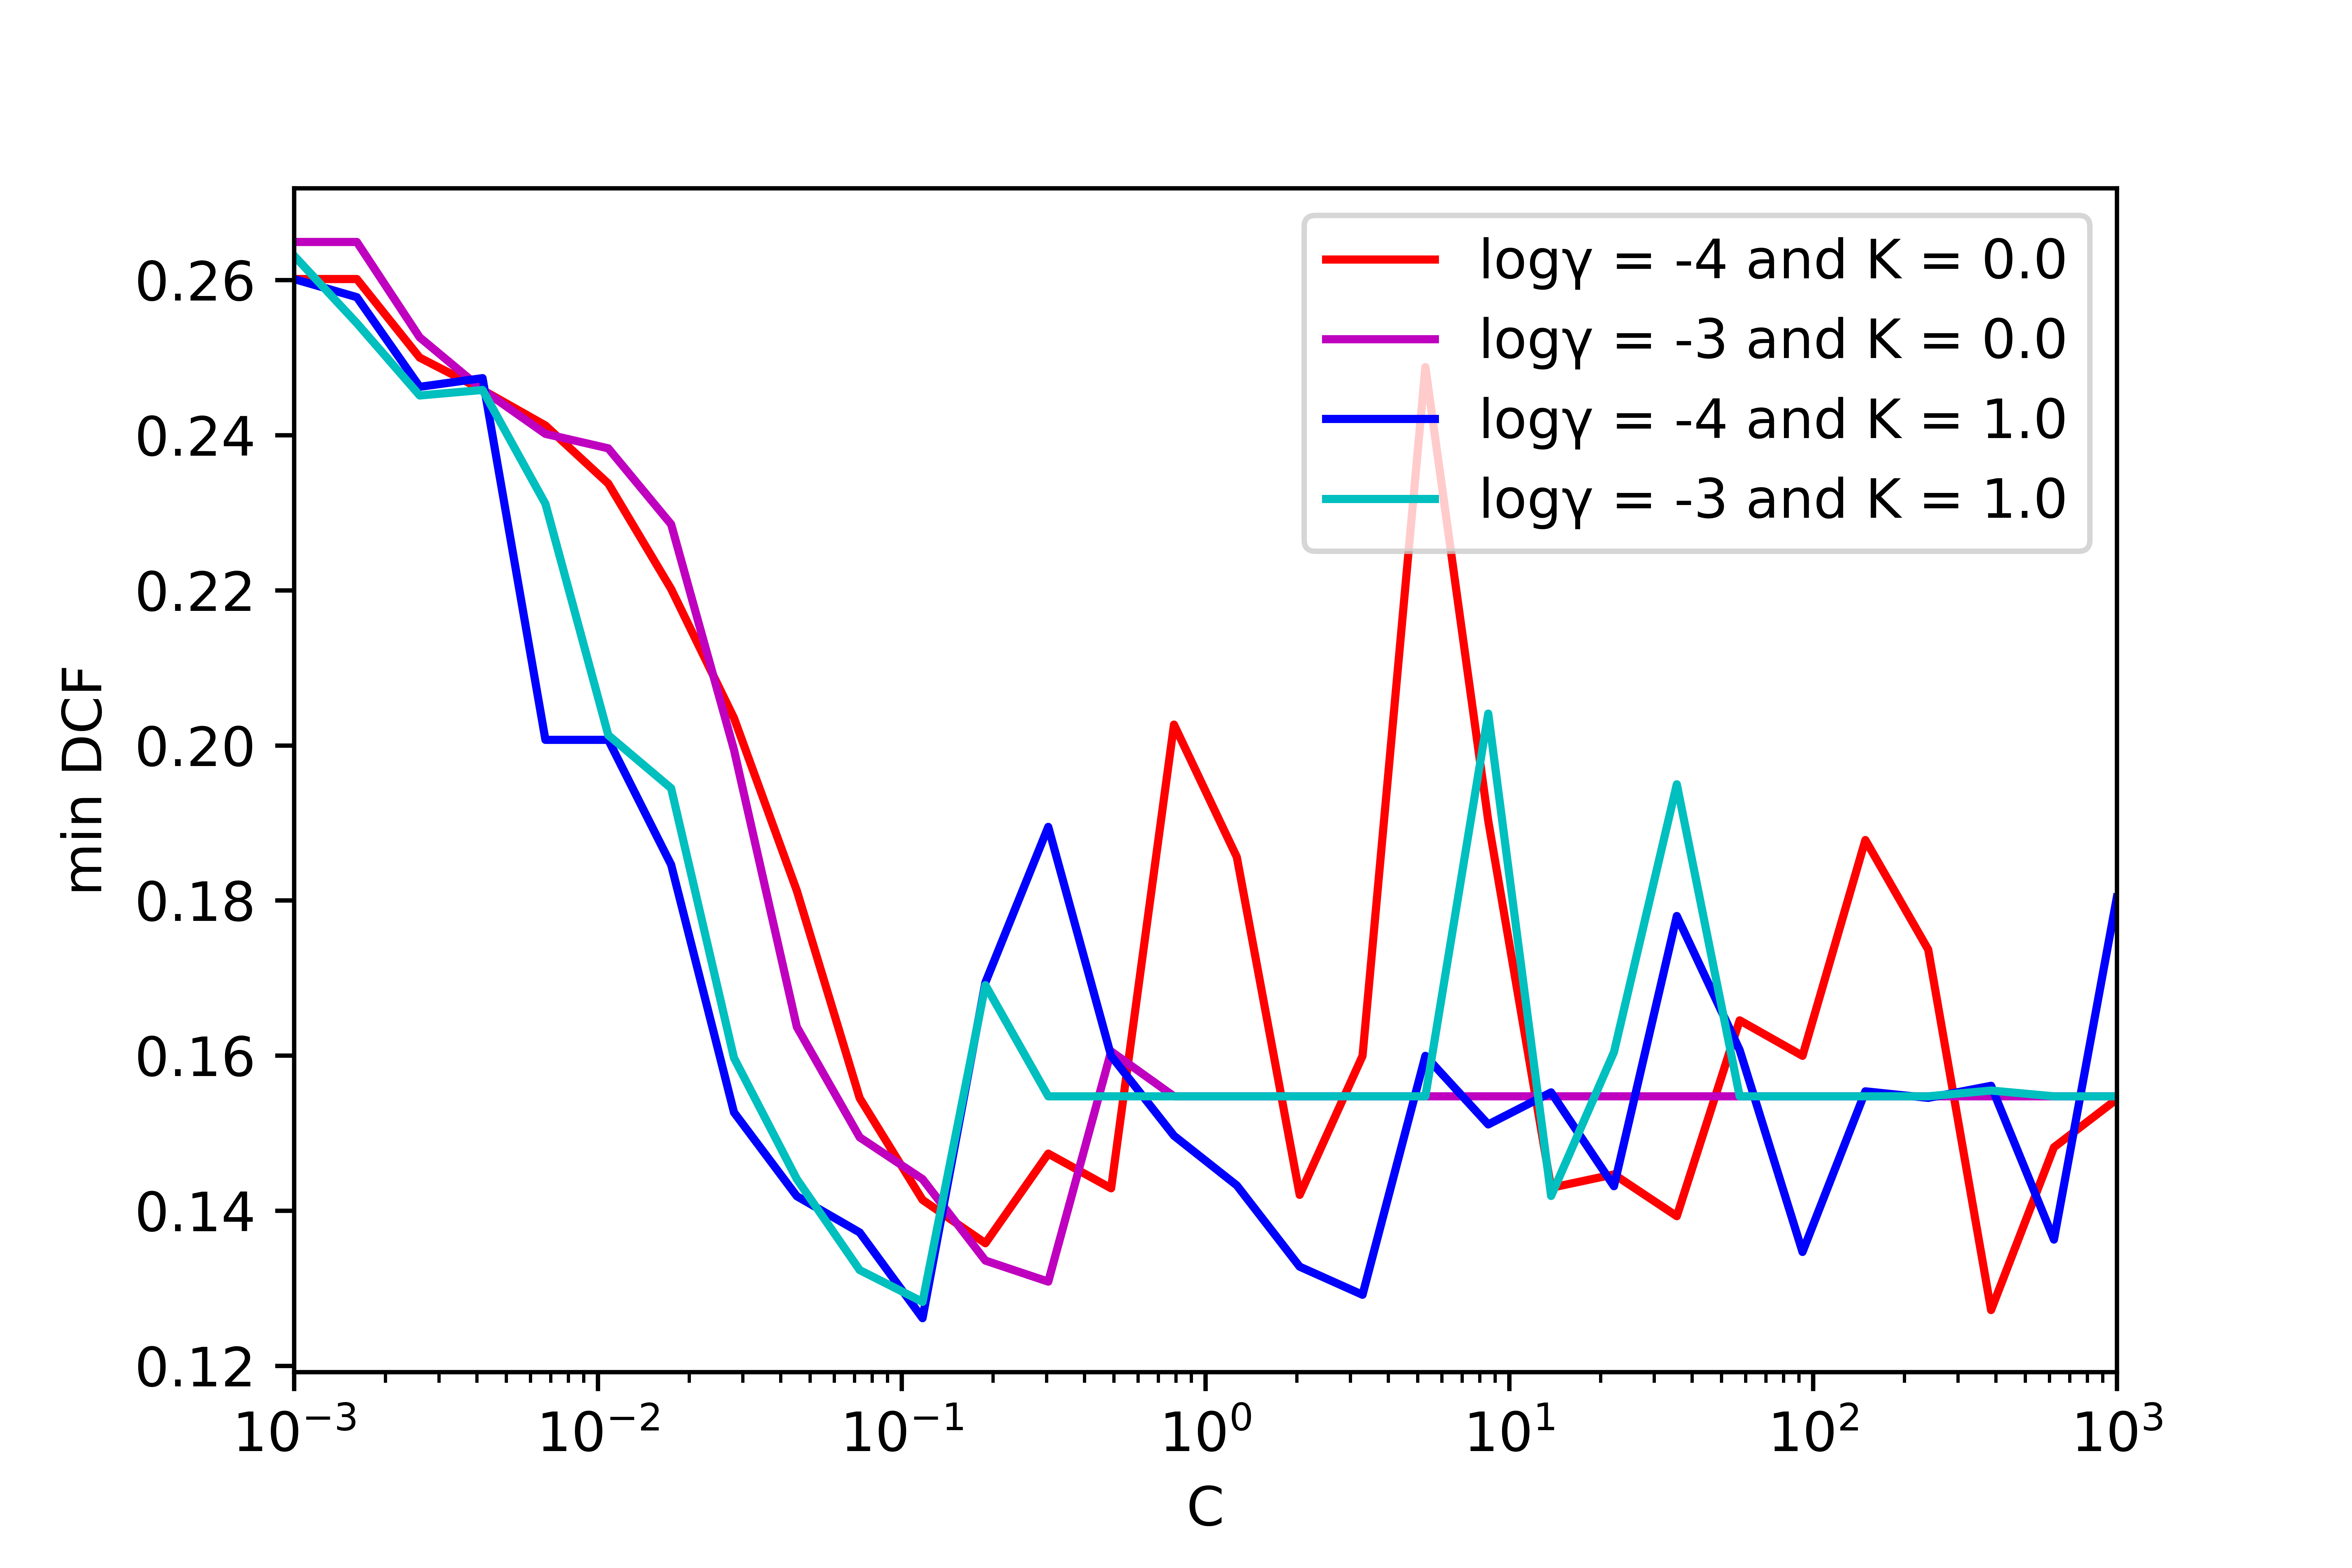 logγ = -4 and K = 0.0
logγ = -3 and K = 0.0
logγ = -4 and K = 1.0
logγ = -3 and K = 1.0
min DCF
0.26
0.24
0.22
0.20
0.18
0.16
0.14
0.12
10⁻³ 10⁻² 10⁻¹ 10⁰ 10¹ 10² 10³
C